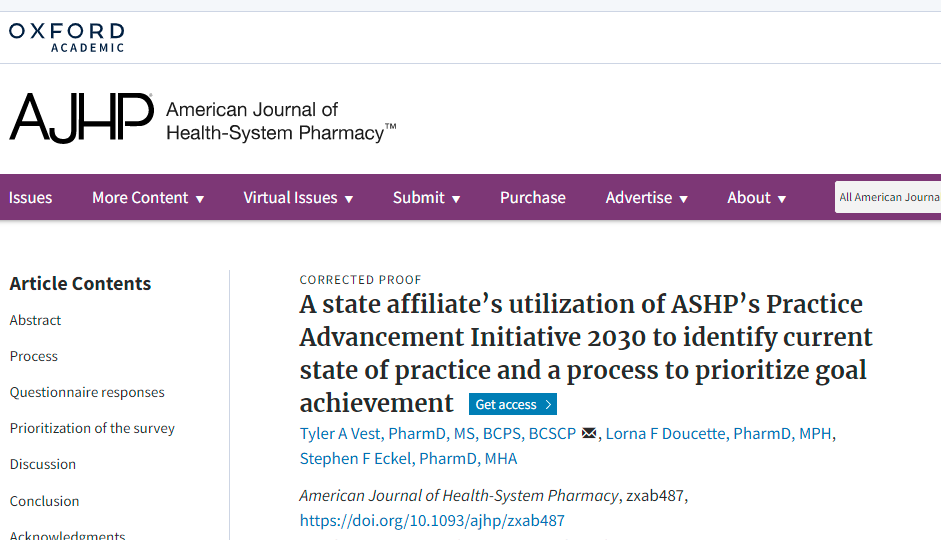 OXFORD
ACADEMIC
AJHP® American Journal of
Health-System Pharmacy™
Issues More Content ▼ Virtual Issues ▼ Submit ▼ Purchase Advertise ▼ About ▼ All American Journa
Article Contents
Abstract
Process
Questionnaire responses
Prioritization of the survey
Discussion
Conclusion
Acknowledgments
CORRECTED PROOF
A state affiliate’s utilization of ASHP’s Practice
Advancement Initiative 2030 to identify current
state of practice and a process to prioritize goal
achievement Get access >
Tyler A Vest, PharmD, MS, BCPS, BCSCP ✉, Lorna F Doucette, PharmD, MPH,
Stephen F Eckel, PharmD, MHA
American Journal of Health-System Pharmacy, zxab487,
https://doi.org/10.1093/ajhp/zxab487